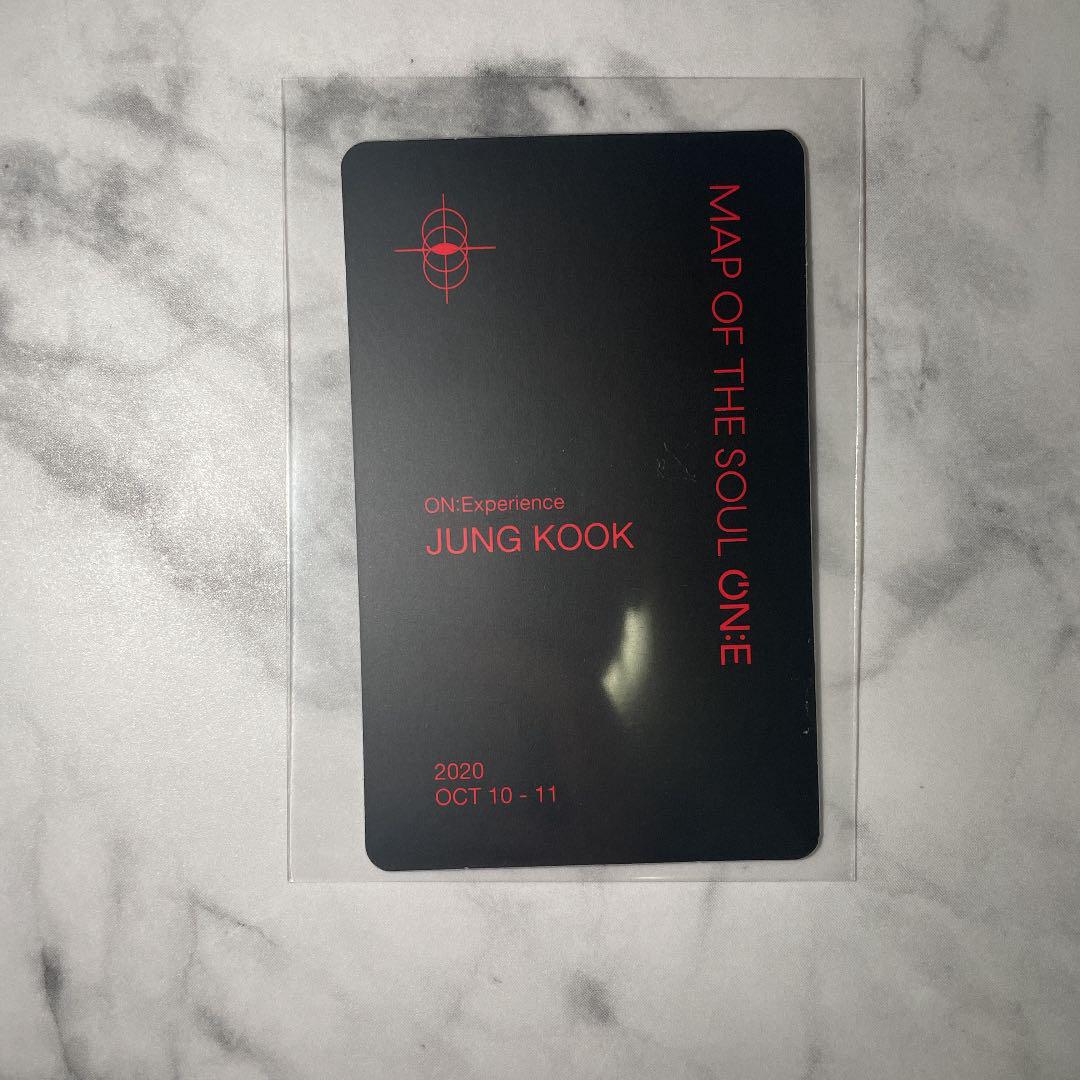 MAP OF THE SOUL ON:E
ON:Experience
JUNG KOOK
2020
OCT 10 - 11